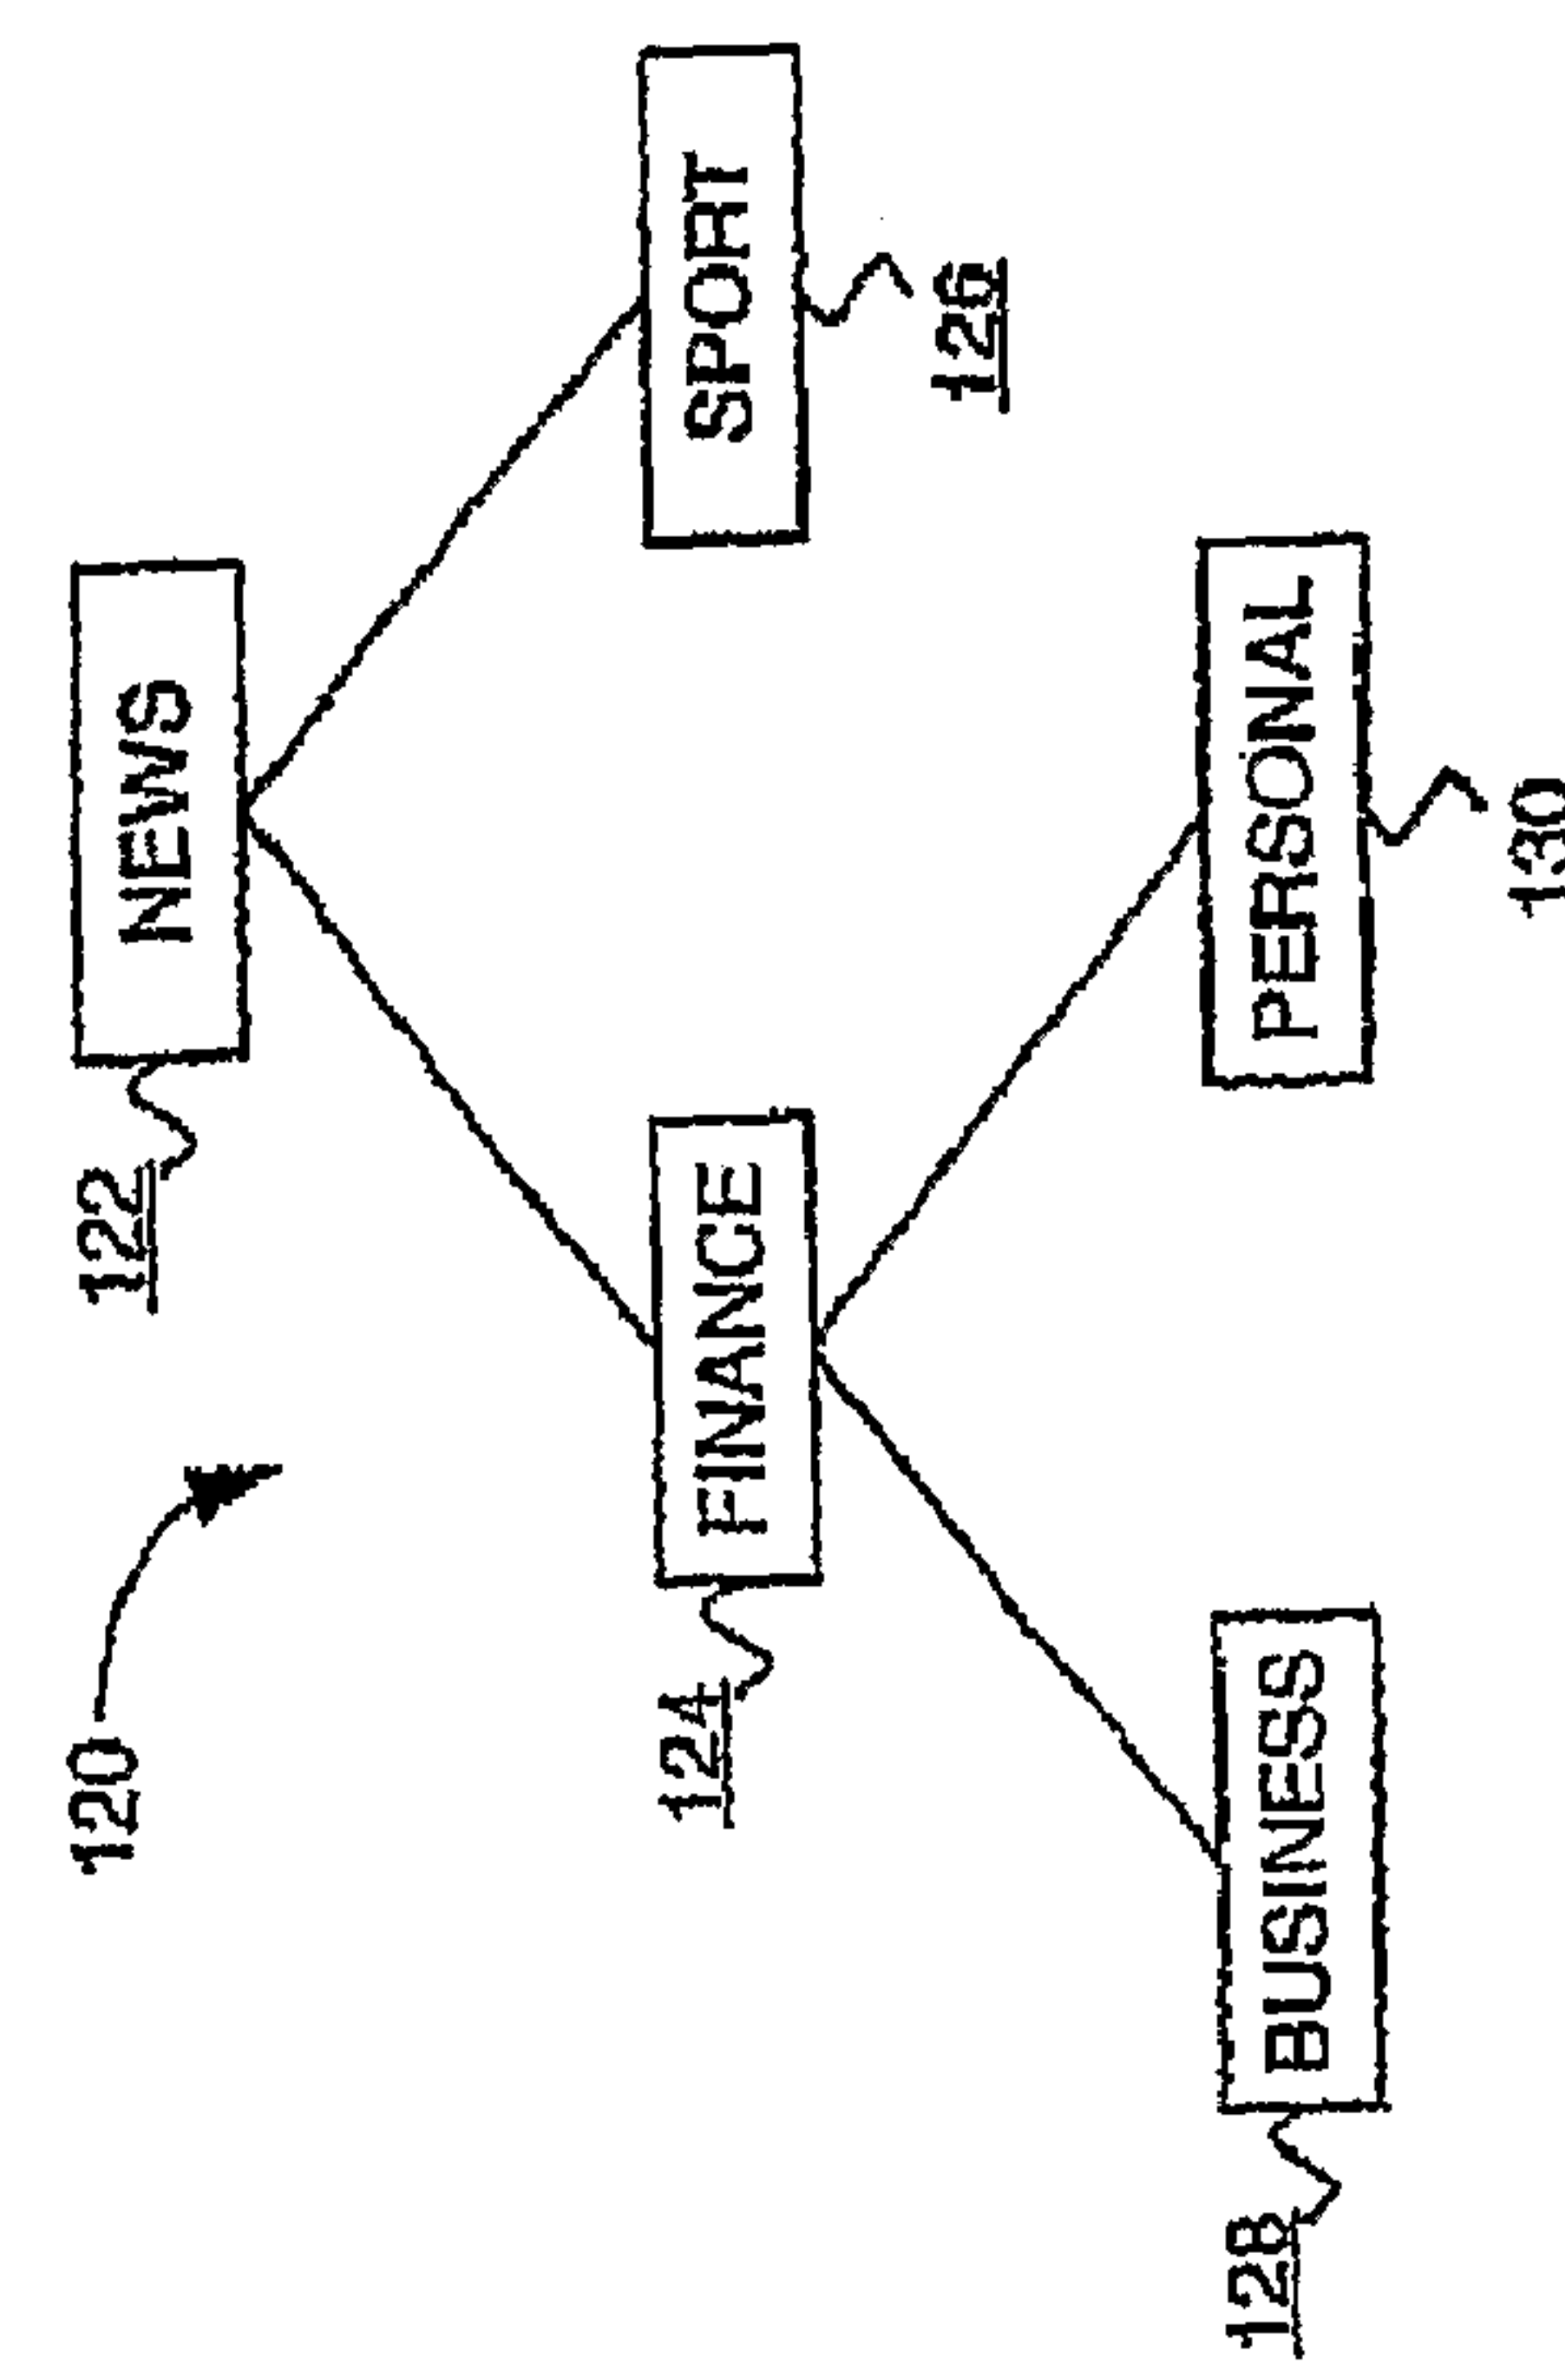 120
122
NEWS
124
FINANCE
SPORT
126
128
BUSINESS
PERSONAL
130